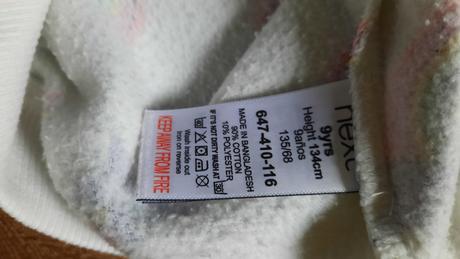 next
9yrs
Height 134cm
9años
135/68
647-410-116
MADE IN BANGLADESH
90% COTTON
10% POLYESTER
IF IT'S NOT DIRTY WASH AT 30
Wash inside out
Iron on reverse
KEEP AWAY FROM FIRE